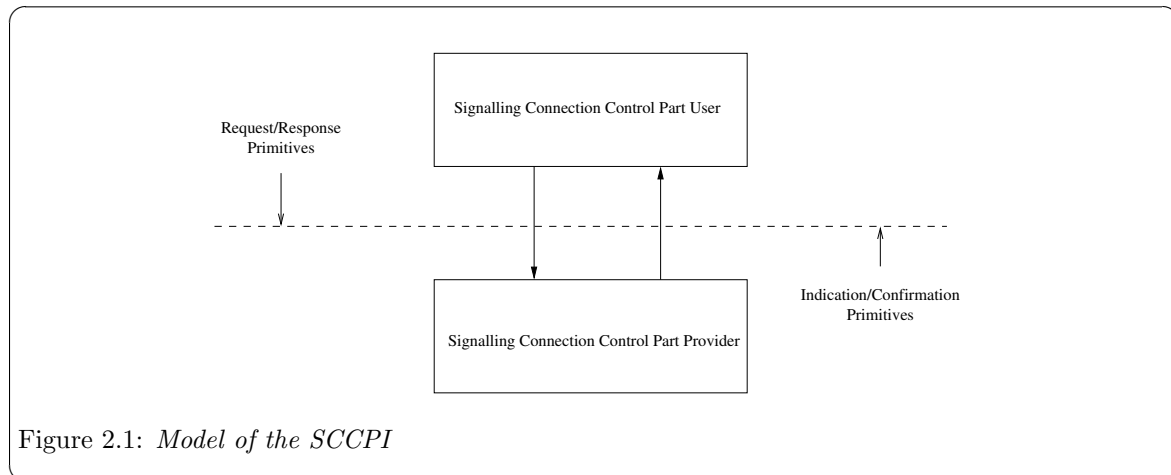 Signalling Connection Control Part User
Request/Response
Primitives
Indication/Confirmation
Primitives
Signalling Connection Control Part Provider
Figure 2.1: Model of the SCCPI